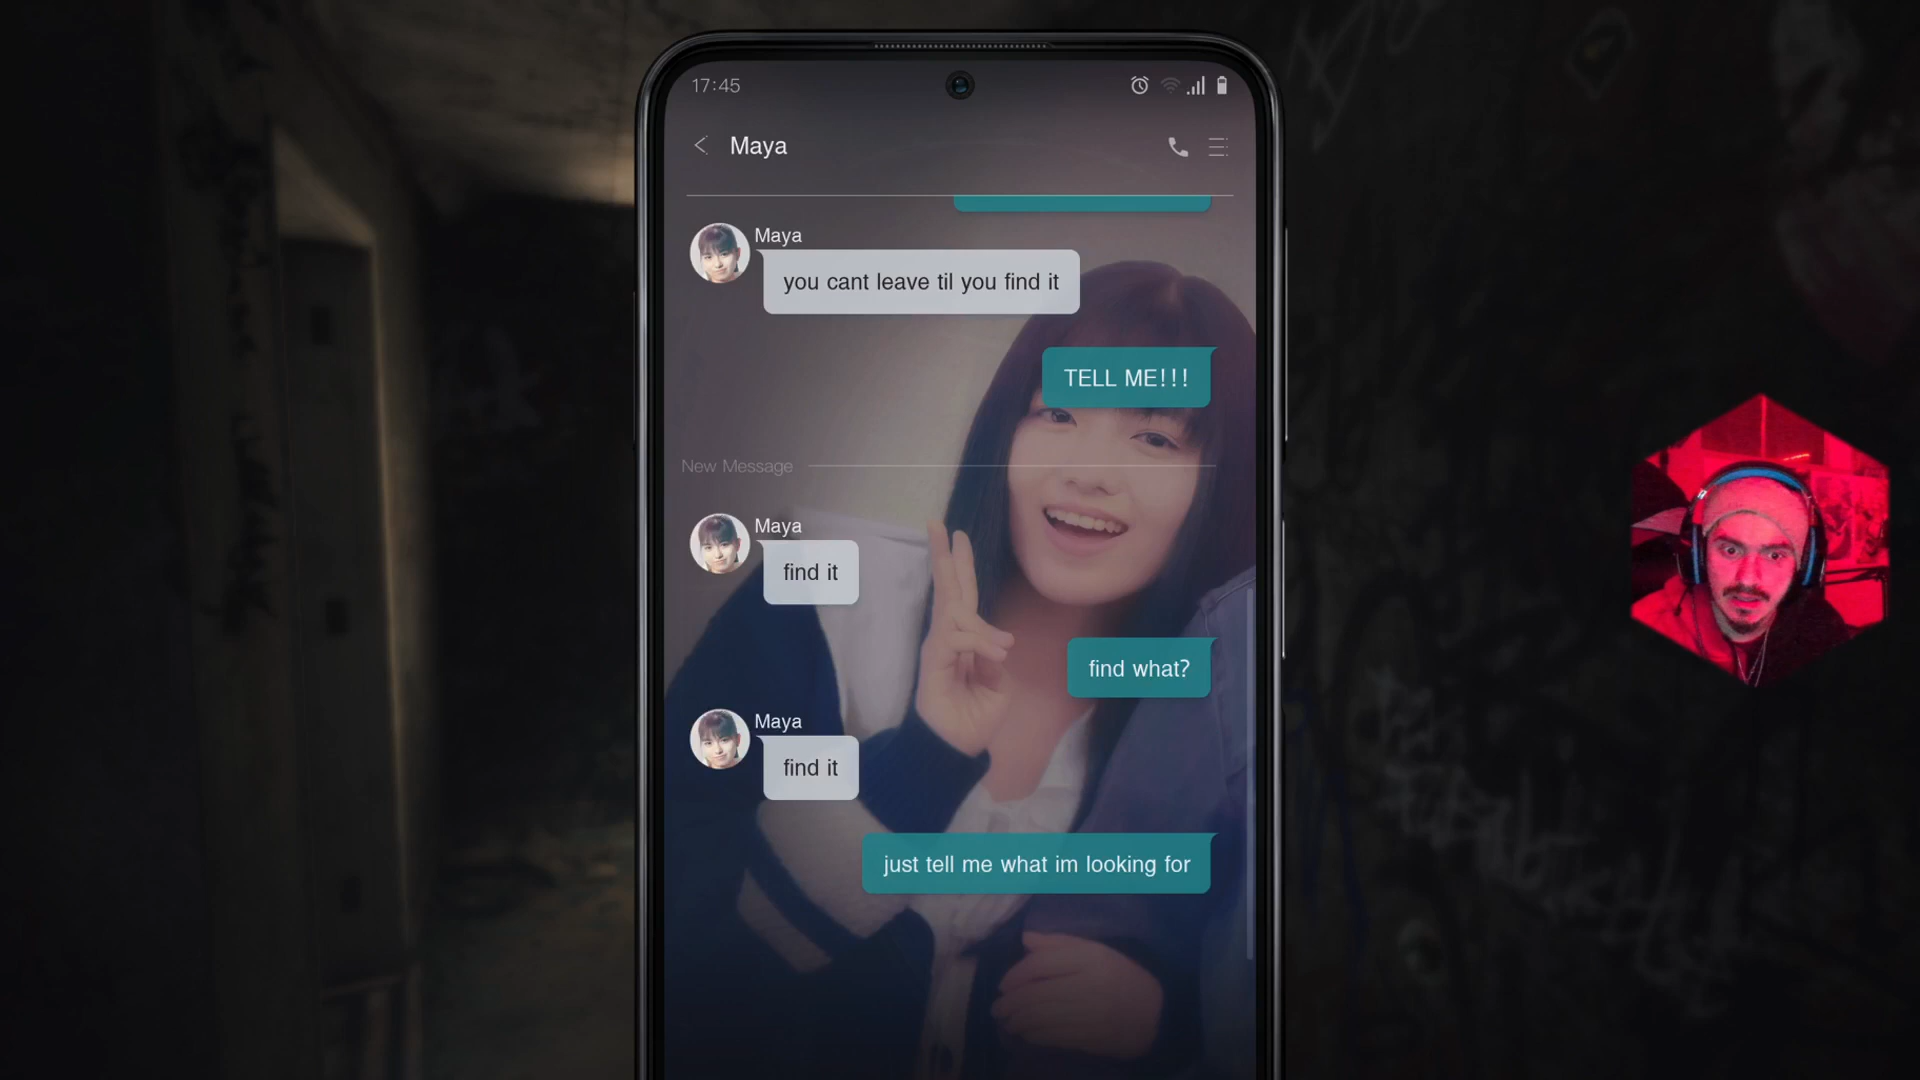 17:45
Maya
Maya
you cant leave til you find it
TELL ME!!!
New Message
Maya
find it
find what?
Maya
find it
just tell me what im looking for